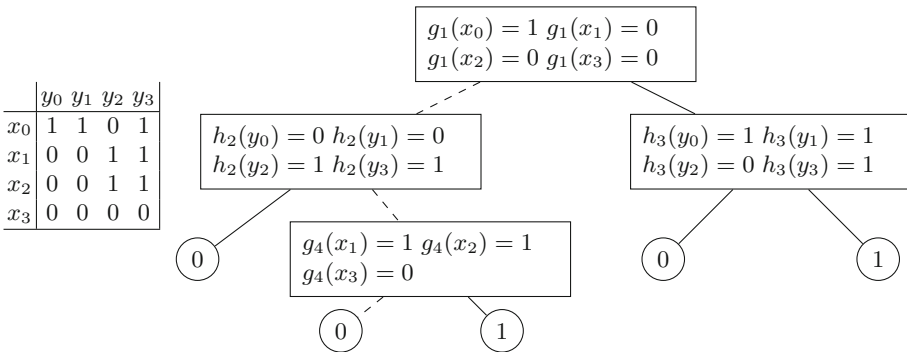 g₁(x₀) = 1 g₁(x₁) = 0
g₁(x₂) = 0 g₁(x₃) = 0
y₀ y₁ y₂ y₃
x₀ 1 1 0 1
x₁ 0 0 1 1
x₂ 0 0 1 1
x₃ 0 0 0 0
h₂(y₀) = 0 h₂(y₁) = 0
h₂(y₂) = 1 h₂(y₃) = 1
h₃(y₀) = 1 h₃(y₁) = 1
h₃(y₂) = 0 h₃(y₃) = 1
0
g₄(x₁) = 1 g₄(x₂) = 1
g₄(x₃) = 0
0
1
0
1